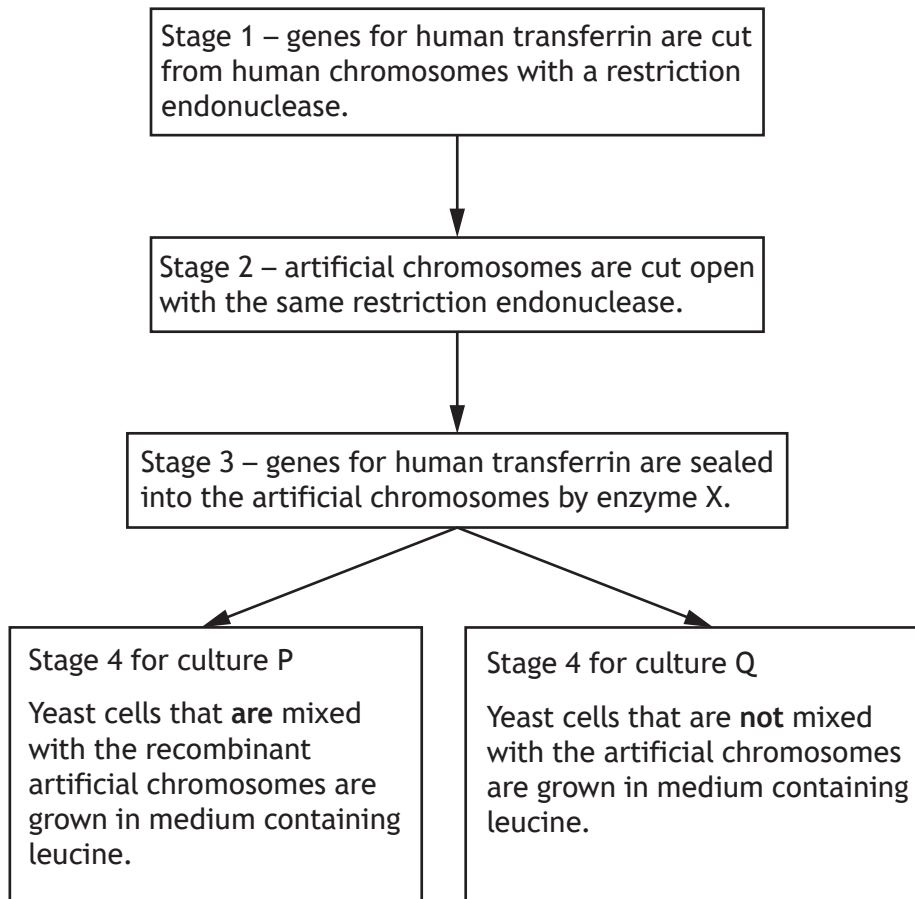 Stage 1 – genes for human transferrin are cut
from human chromosomes with a restriction
endonuclease.
Stage 2 – artificial chromosomes are cut open
with the same restriction endonuclease.
Stage 3 – genes for human transferrin are sealed
into the artificial chromosomes by enzyme X.
Stage 4 for culture P
Yeast cells that are mixed
with the recombinant
artificial chromosomes are
grown in medium containing
leucine.
Stage 4 for culture Q
Yeast cells that are not mixed
with the artificial chromosomes
are grown in medium containing
leucine.